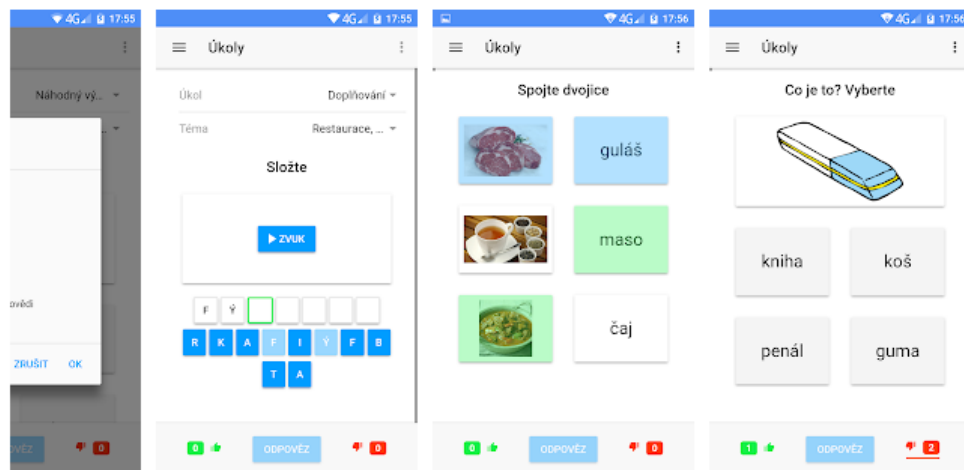 4G 17:55
Náhodný vý...
ovědi
ZRUŠIT OK
VĚZ 0
4G 17:55
Úkoly
Úkol Doplňování
Téma Restaurace, ...
Složte
ZVUK
F Ý
R K A F I Ý F B
T A
0 ODPOVĚZ 0
4G 17:56
Úkoly
Spojte dvojice
guláš
maso
čaj
0 ODPOVĚZ 0
4G 17:56
Úkoly
Co je to? Vyberte
kniha koš
penál guma
1 ODPOVĚZ 2